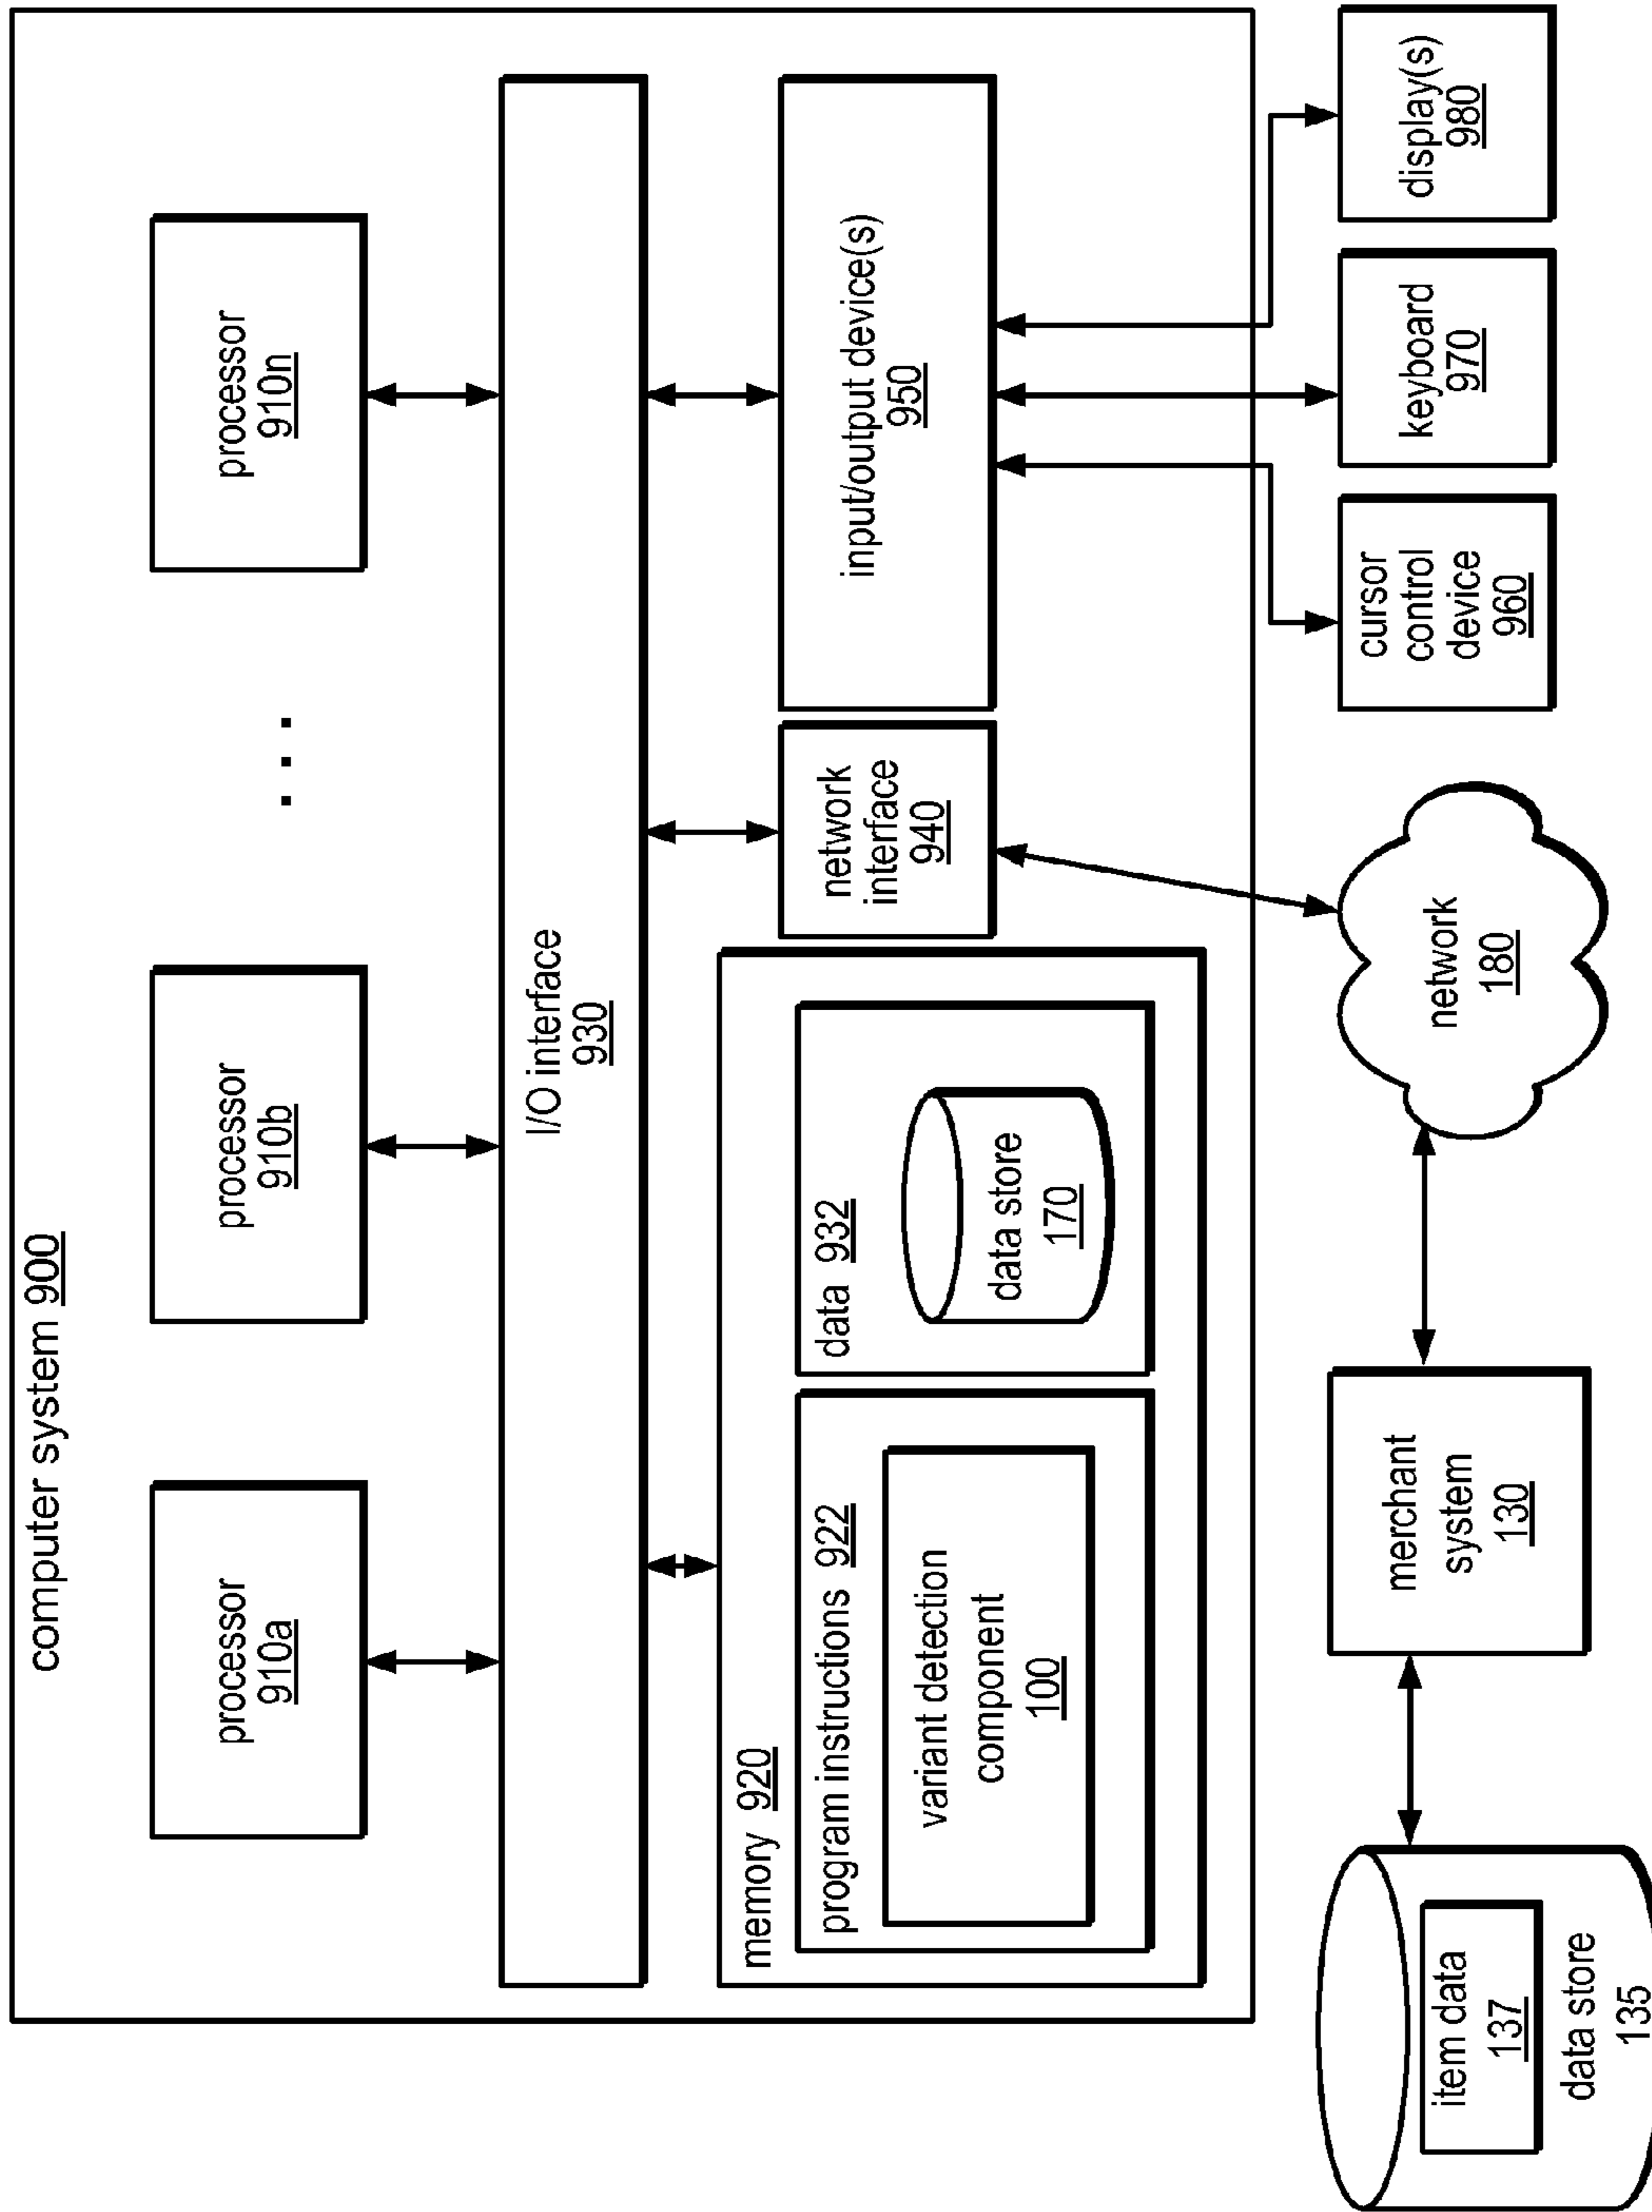 computer system 900
processor
910a
processor
910b
. . .
processor
910n
I/O interface
930
memory 920
program instructions 922
variant detection
component
100
data 932
data store
170
network
interface
940
input/output device(s)
950
item data
137
data store
135
merchant
system
130
network
180
cursor
control
device
960
keyboard
970
display(s)
980